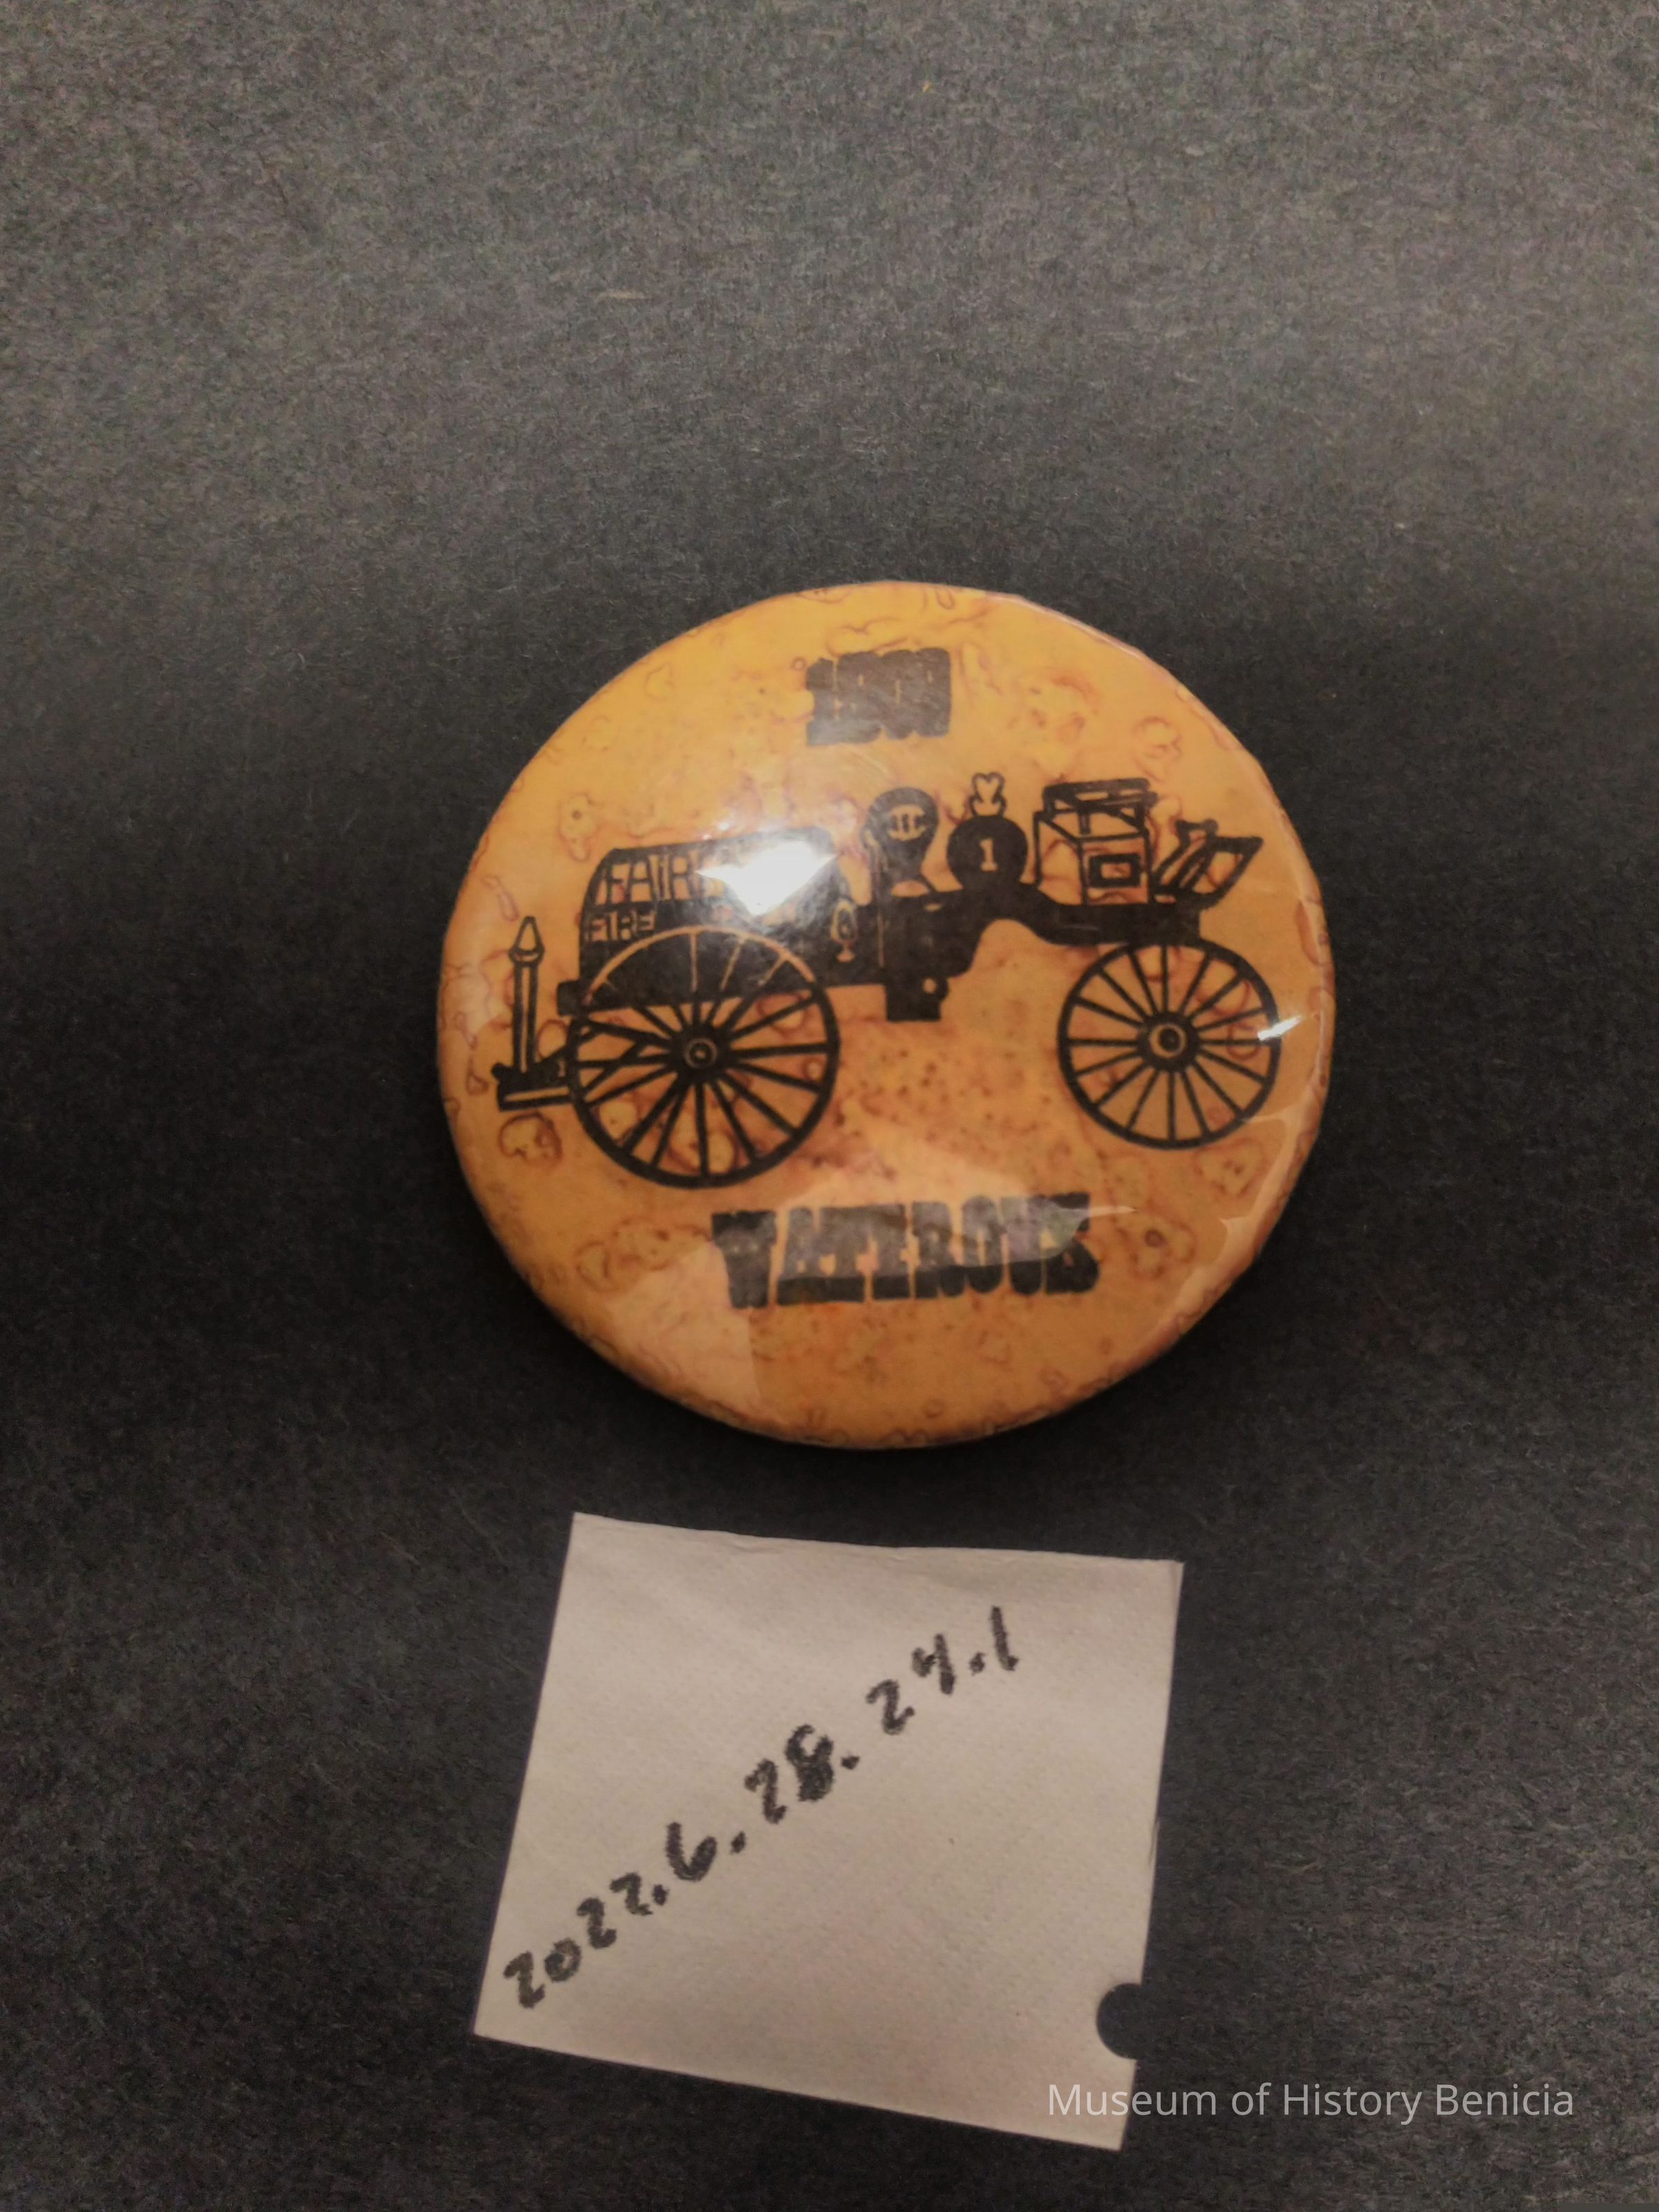 FAIR
FIRE
1
WATEROUS
2022.6.28.24.1
Museum of History Benicia